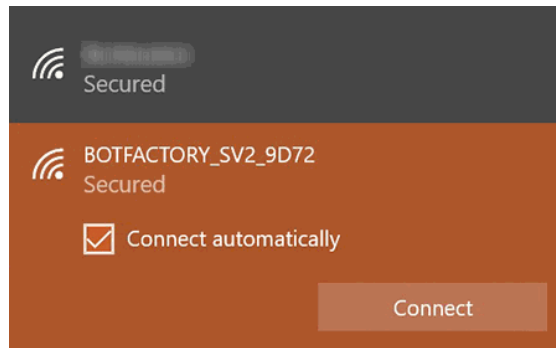 Secured
BOTFACTORY_SV2_9D72
Secured
Connect automatically
Connect